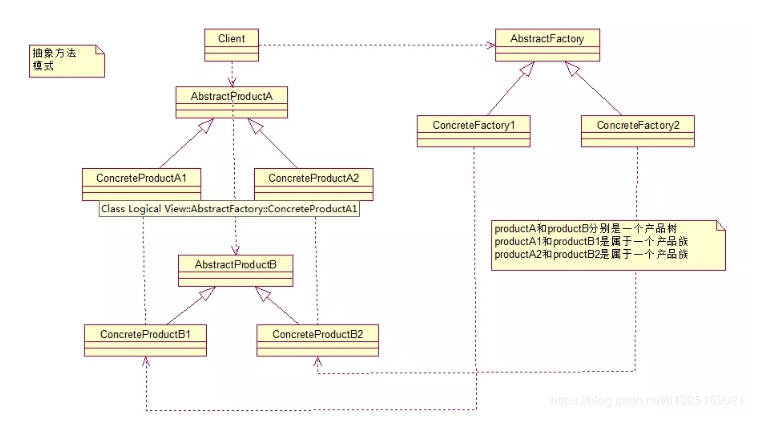 Client
AbstractFactory
抽象方法
模式
AbstractProductA
ConcreteFactory1
ConcreteFactory2
ConcreteProductA1
ConcreteProductA2
Class Logical View::AbstractFactory::ConcreteProductA1
productA和productB分别是一个产品树
productA1和productB1是属于一个产品族
productA2和productB2是属于一个产品族
AbstractProductB
ConcreteProductB1
ConcreteProductB2
https://blog.csdn.net/li1325169021